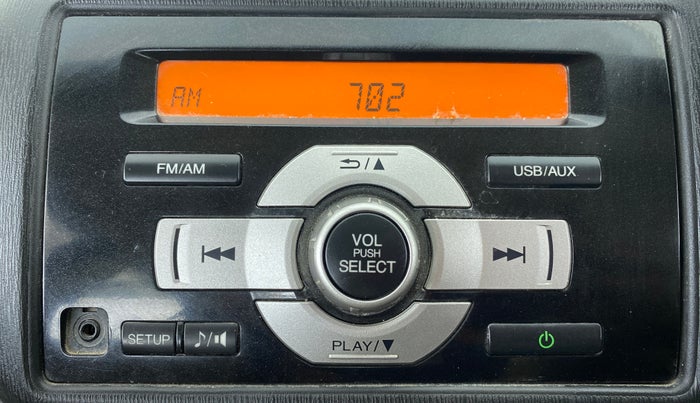 AM 702
FM/AM
USB/AUX
VOL
PUSH
SELECT
SETUP
PLAY/▼